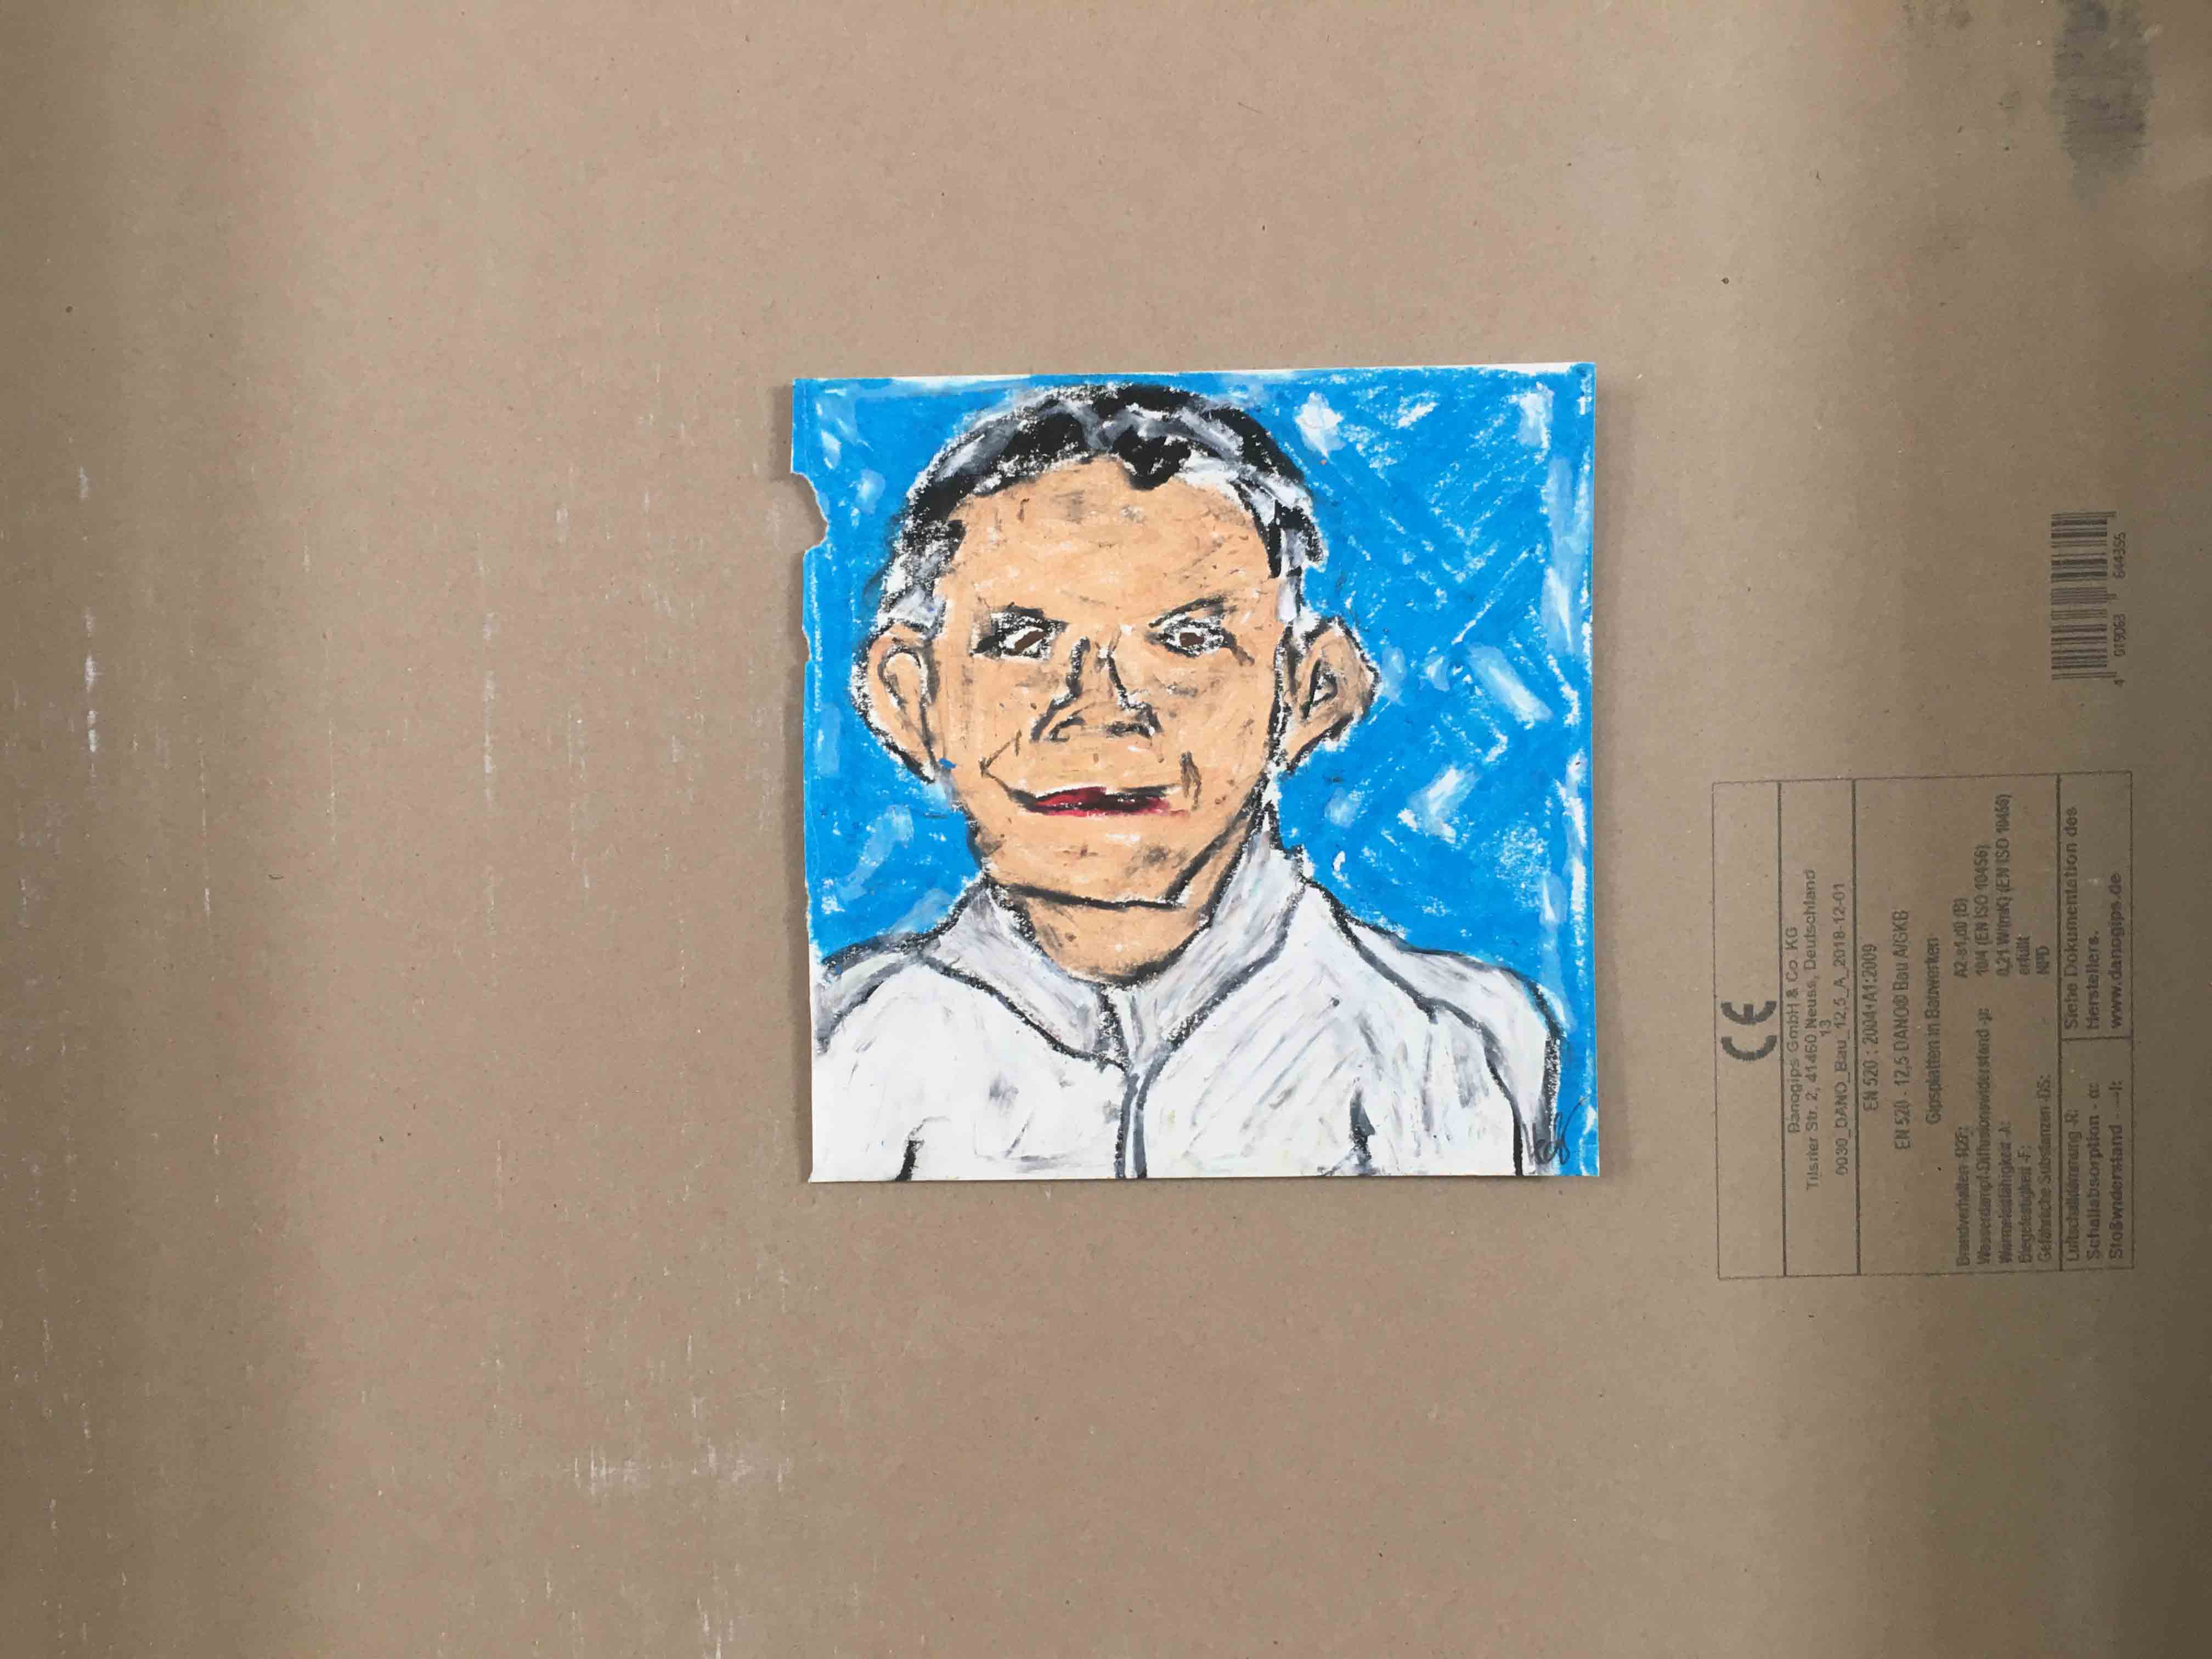 CE
Danogips GmbH & Co. KG
Tilsiter Str. 2, 41460 Neuss, Deutschland
13
0030_DANO_Bau_12,5_A_2018-12-01
EN 520 : 2004+A1:2009
EN 520 - 12,5 DANO® Bau A/GKB
Gipsplatten in Bauwerken
Brandverhalten -R2F: A2-s1,d0 (B)
Wasserdampf-Diffusionswiderstand -μ: 10/4 (EN ISO 10456)
Wärmeleitfähigkeit -λ: 0,21 W/(mK) (EN ISO 10456)
Biegefestigkeit -F: erfüllt
Gefährliche Substanzen -DS: NPD
Luftschalldämmung -R: Siehe Dokumentation des
Schallabsorption - α: Herstellers.
Stoßwiderstand - →I: www.danogips.de
4 019063 644355